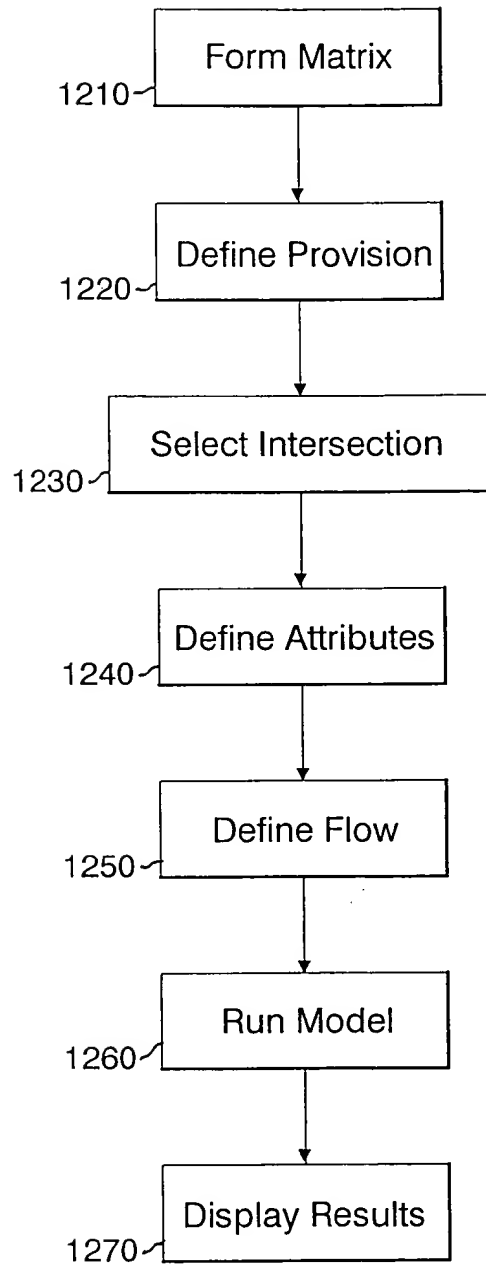 Form Matrix
1210
Define Provision
1220
Select Intersection
1230
Define Attributes
1240
Define Flow
1250
Run Model
1260
Display Results
1270